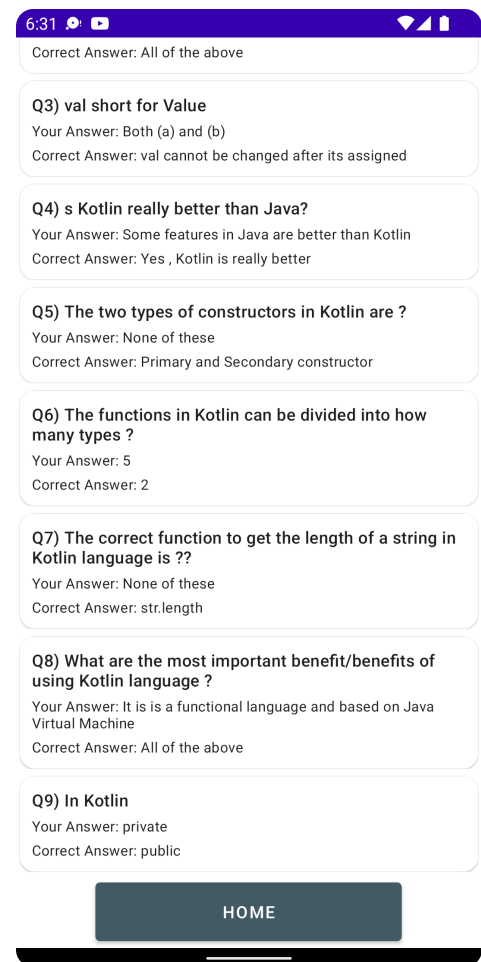 6:31
Correct Answer: All of the above
Q3) val short for Value
Your Answer: Both (a) and (b)
Correct Answer: val cannot be changed after its assigned
Q4) s Kotlin really better than Java?
Your Answer: Some features in Java are better than Kotlin
Correct Answer: Yes , Kotlin is really better
Q5) The two types of constructors in Kotlin are ?
Your Answer: None of these
Correct Answer: Primary and Secondary constructor
Q6) The functions in Kotlin can be divided into how
many types ?
Your Answer: 5
Correct Answer: 2
Q7) The correct function to get the length of a string in
Kotlin language is ??
Your Answer: None of these
Correct Answer: str.length
Q8) What are the most important benefit/benefits of
using Kotlin language ?
Your Answer: It is is a functional language and based on Java
Virtual Machine
Correct Answer: All of the above
Q9) In Kotlin
Your Answer: private
Correct Answer: public
HOME